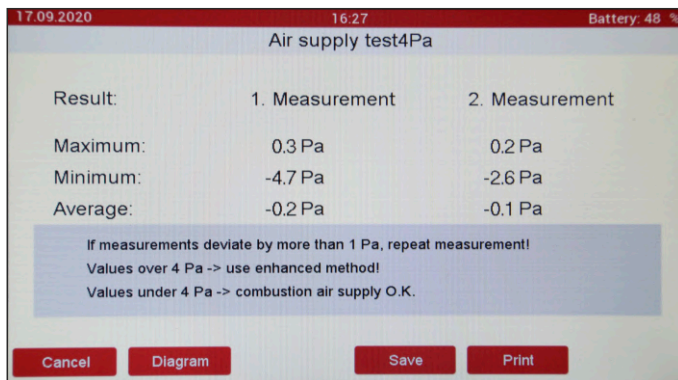 17.09.2020 16:27 Battery: 48 %
Air supply test4Pa
Result: 1. Measurement 2. Measurement
Maximum: 0.3 Pa 0.2 Pa
Minimum: -4.7 Pa -2.6 Pa
Average: -0.2 Pa -0.1 Pa
If measurements deviate by more than 1 Pa, repeat measurement!
Values over 4 Pa -> use enhanced method!
Values under 4 Pa -> combustion air supply O.K.
Cancel Diagram Save Print